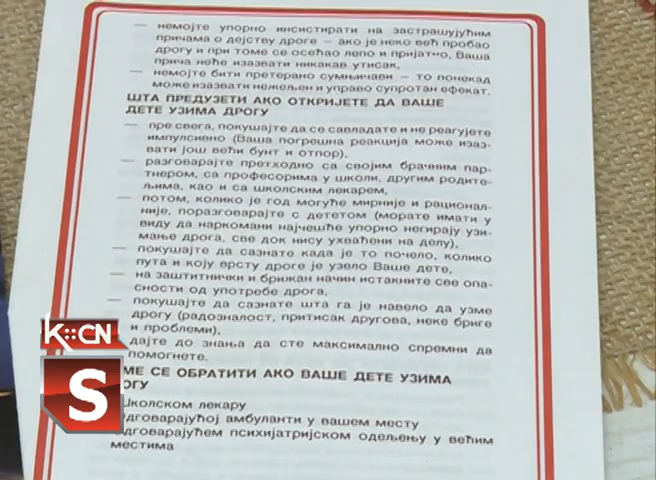 — немојте упорно инсистирати на застрашујућим
причама о дејству дроге — ако је неко већ пробао
дрогу и при томе се осећао лепо и пријатно, Ваша
прича неће изазвати никакав утисак,
— немојте бити претерано сумњичави — то понекад
може изазвати нежељени и управо супротан ефекат.
ШТА ПРЕДУЗЕТИ АКО ОТКРИЈЕТЕ ДА ВАШЕ
ДЕТЕ УЗИМА ДРОГУ
— пре свега, покушајте да се савладате и не реагујете
импулсивно (Ваша погрешна реакција може изаз-
вати још већи бунт и отпор),
— разговарајте претходно са својим брачним пар-
тнером, са професорима у школи, другим родите-
љима, као и са школским лекарем,
— потом, колико је год могуће мирније и рационал-
није, поразговарајте с дететом (морате имати у
виду да наркомани најчешће упорно негирају узи-
мање дрога, све док нису ухваћени на делу),
— покушајте да сазнате када је то почело, колико
пута и коју врсту дроге је узело Ваше дете,
— на заштитнички и брижан начин истакните све опа-
сности од употребе дрога,
— покушајте да сазнате шта га је навело да узме
дрогу (радозналост, притисак другова, неке бриге
и проблеми),
дајте до знања да сте максимално спремни да
помогнете.
МЕ СЕ ОБРАТИТИ АКО ВАШЕ ДЕТЕ УЗИМА
ОГУ
Школском лекару
дговарајућој амбуланти у вашем месту
дговарајућем психијатријском одељењу у већим
местима
K::CN
S